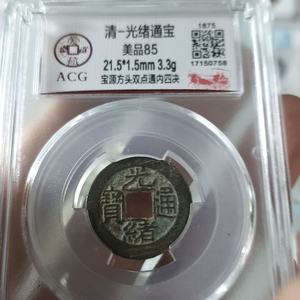 清-光绪通宝
美品85
21.5*1.5mm 3.3g
宝源方头双点通内四决
ACG
1875
17150758
光
通
寶
緒